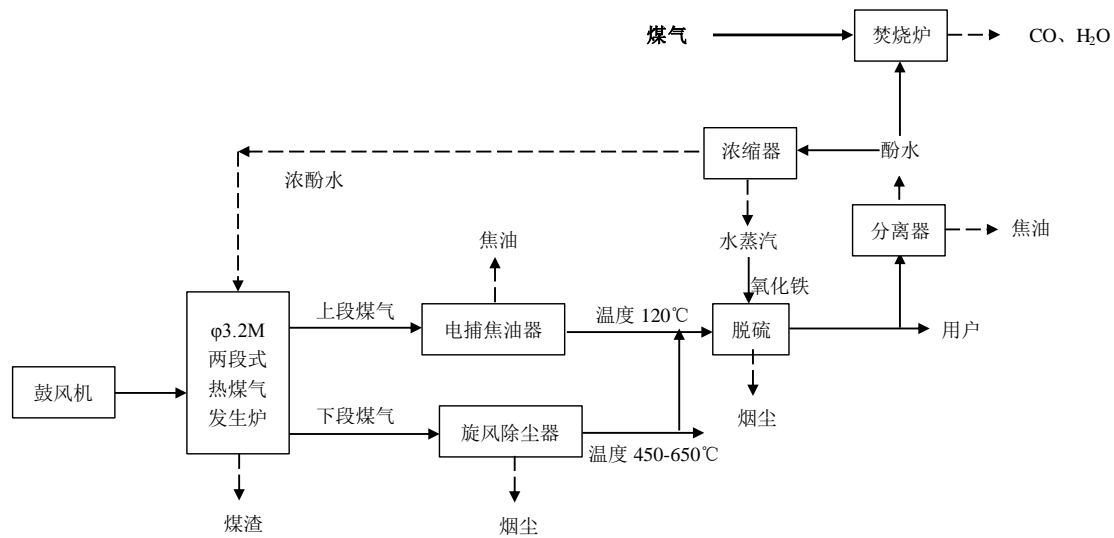 煤气
焚烧炉
CO、H₂O
浓缩器
酚水
浓酚水
分离器
焦油
水蒸汽
焦油
氧化铁
φ3.2M
两段式
热煤气
发生炉
上段煤气
电捕焦油器
温度 120℃
脱硫
用户
鼓风机
下段煤气
旋风除尘器
温度 450-650℃
烟尘
煤渣
烟尘